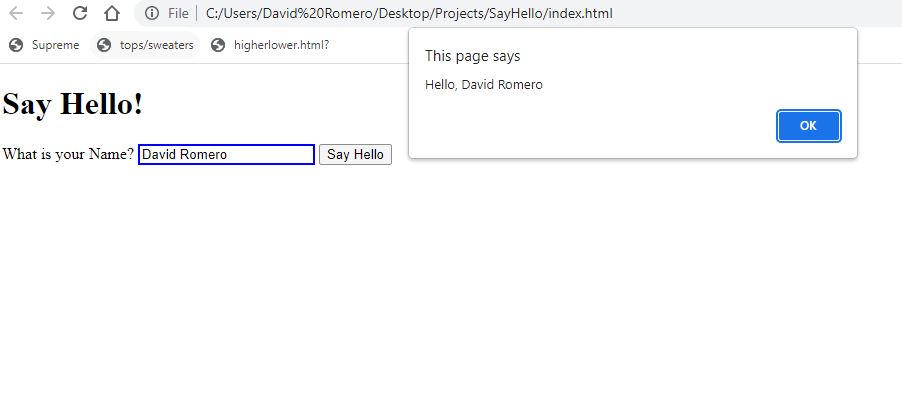 File | C:/Users/David%20Romero/Desktop/Projects/SayHello/index.html
Supreme tops/sweaters higherlower.html?
This page says
Hello, David Romero
OK
Say Hello!
What is your Name? David Romero Say Hello